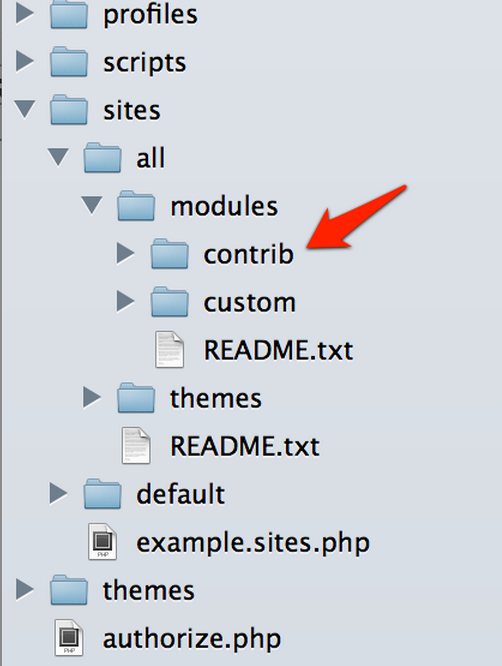 profiles
scripts
sites
all
modules
contrib
custom
README.txt
themes
README.txt
default
example.sites.php
themes
authorize.php